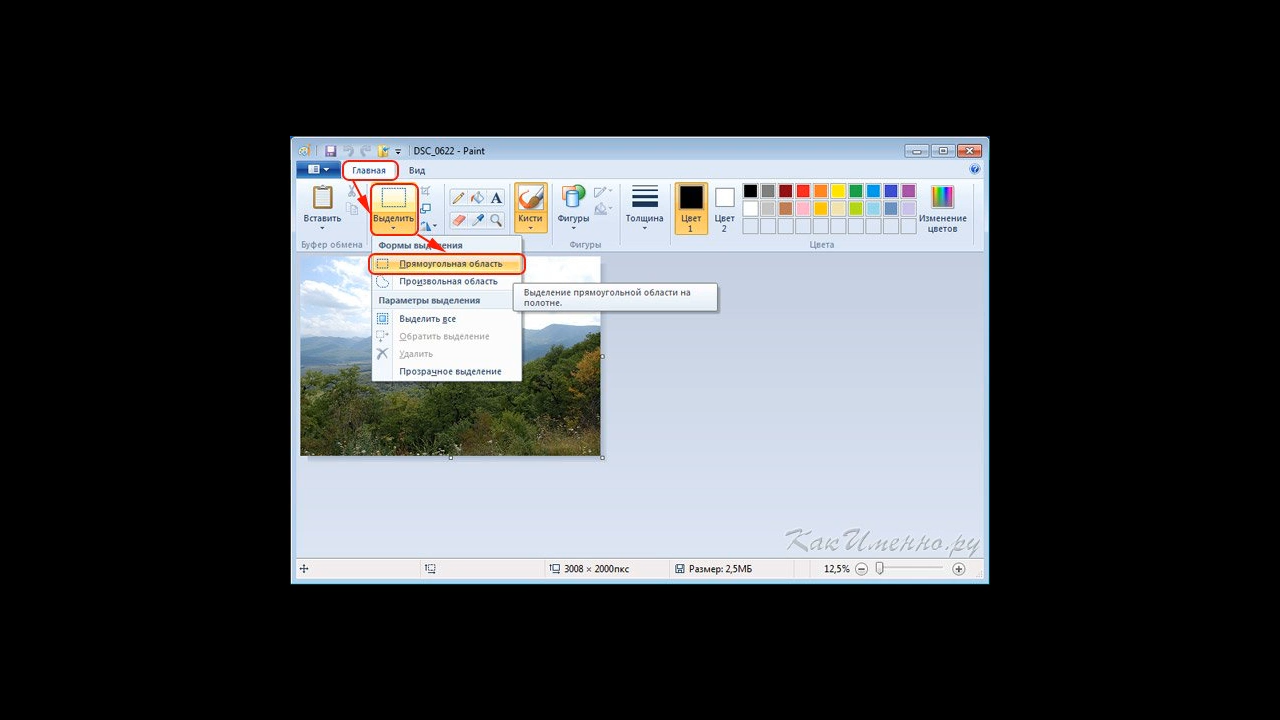 DSC_0622 - Paint
Главная
Вид
Вставить
Выделить
A
Кисти
Фигуры
Толщина
Цвет
1
Цвет
2
Изменение
цветов
Буфер обмена
Фигуры
Цвета
Формы выделения
Прямоугольная область
Произвольная область
Выделение прямоугольной области на
полотне.
Параметры выделения
Выделить все
Обратить выделение
Удалить
Прозрачное выделение
КакИменно.ру
3008 × 2000пкс
Размер: 2,5МБ
12,5%